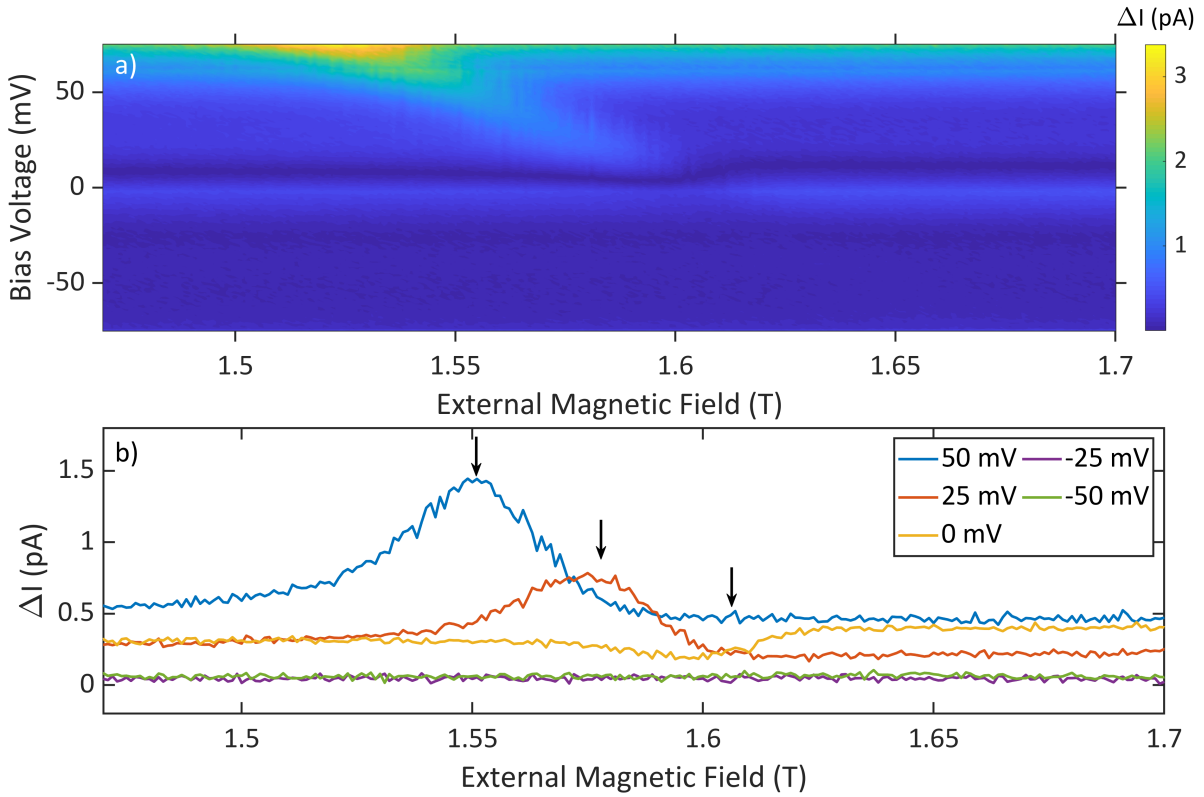 ΔI (pA)
a)
50
0
-50
Bias Voltage (mV)
3
2
1
1.5 1.55 1.6 1.65 1.7
External Magnetic Field (T)
b)
50 mV -25 mV
25 mV -50 mV
0 mV
1.5
1
0.5
0
ΔI (pA)
1.5 1.55 1.6 1.65 1.7
External Magnetic Field (T)